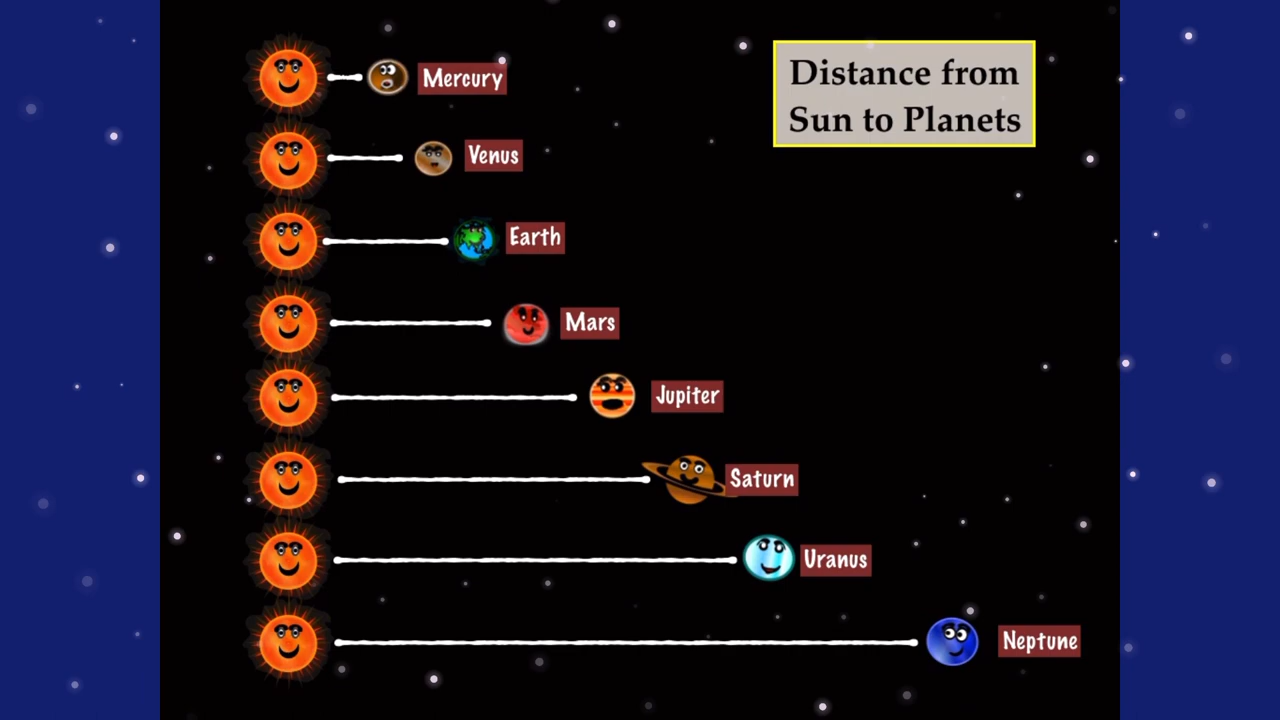 Distance from
Sun to Planets
Mercury
Venus
Earth
Mars
Jupiter
Saturn
Uranus
Neptune